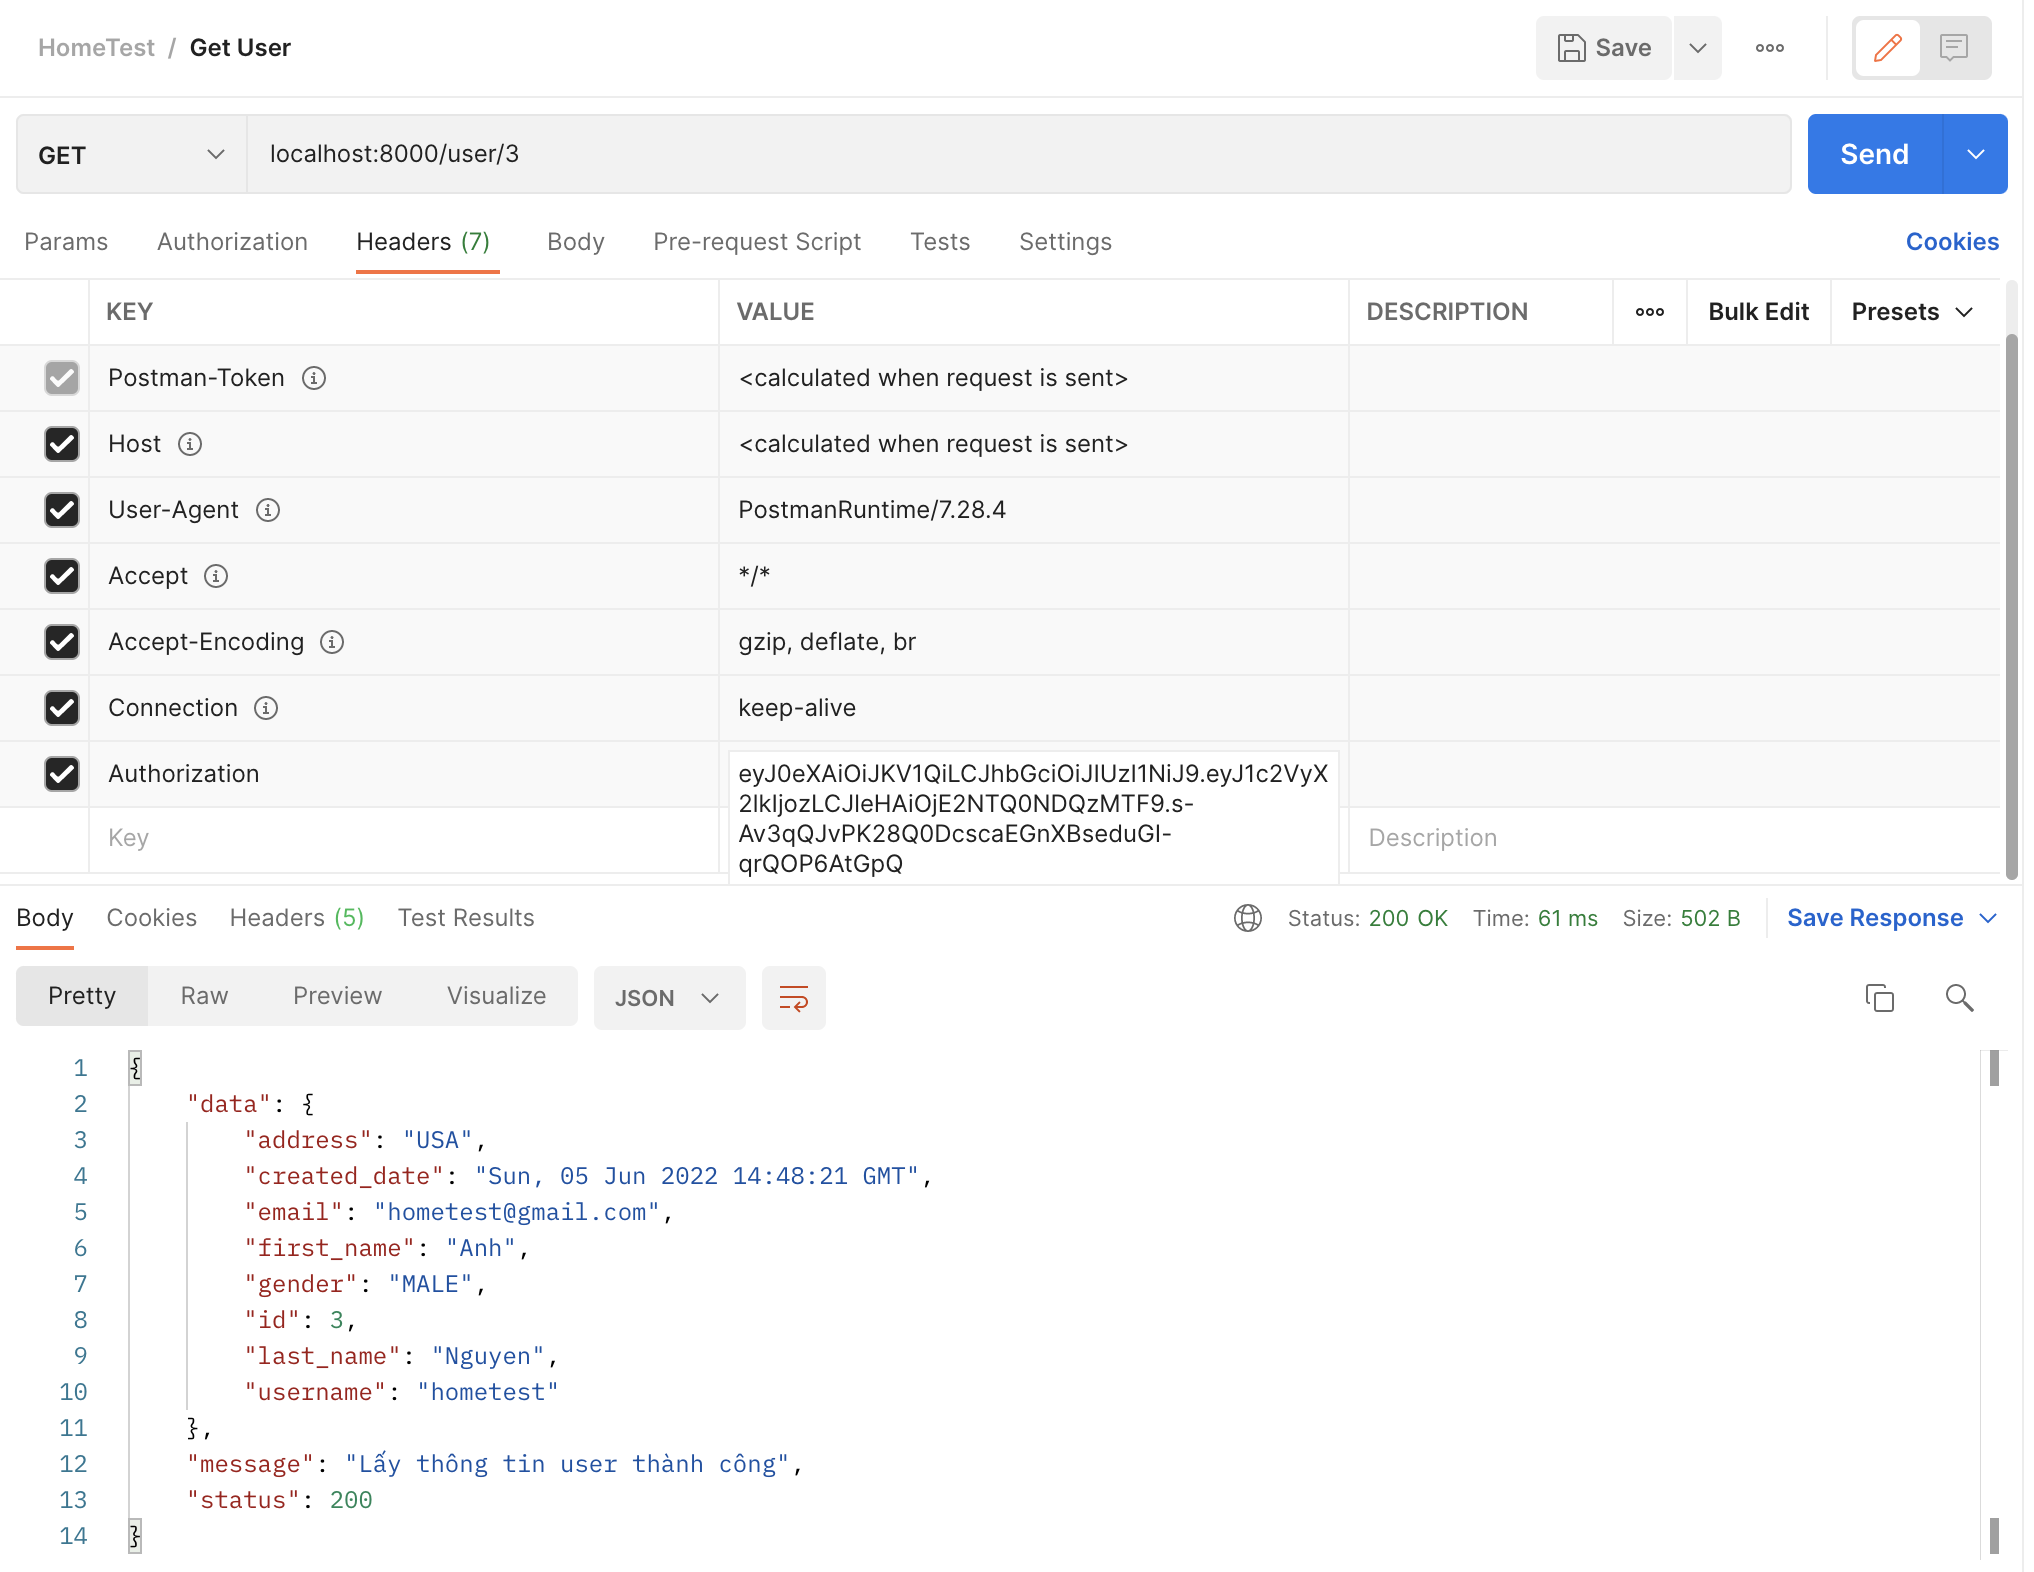 HomeTest / Get User
Save
GET
localhost:8000/user/3
Send
Params Authorization Headers (7) Body Pre-request Script Tests Settings Cookies
KEY VALUE DESCRIPTION Bulk Edit Presets
Postman-Token <calculated when request is sent>
Host <calculated when request is sent>
User-Agent PostmanRuntime/7.28.4
Accept */*
Accept-Encoding gzip, deflate, br
Connection keep-alive
Authorization eyJ0eXAiOiJKV1QiLCJhbGciOiJIUzI1NiJ9.eyJ1c2VyX
2lkIjozLCJleHAiOjE2NTQ0NDQzMTF9.s-
Av3qQJvPK28Q0DcscaEGnXBseduGI-
qrQOP6AtGpQ
Key Description
Body Cookies Headers (5) Test Results Status: 200 OK Time: 61 ms Size: 502 B Save Response
Pretty Raw Preview Visualize JSON
1 {
2 "data": {
3 "address": "USA",
4 "created_date": "Sun, 05 Jun 2022 14:48:21 GMT",
5 "email": "hometest@gmail.com",
6 "first_name": "Anh",
7 "gender": "MALE",
8 "id": 3,
9 "last_name": "Nguyen",
10 "username": "hometest"
11 },
12 "message": "Lấy thông tin user thành công",
13 "status": 200
14 }